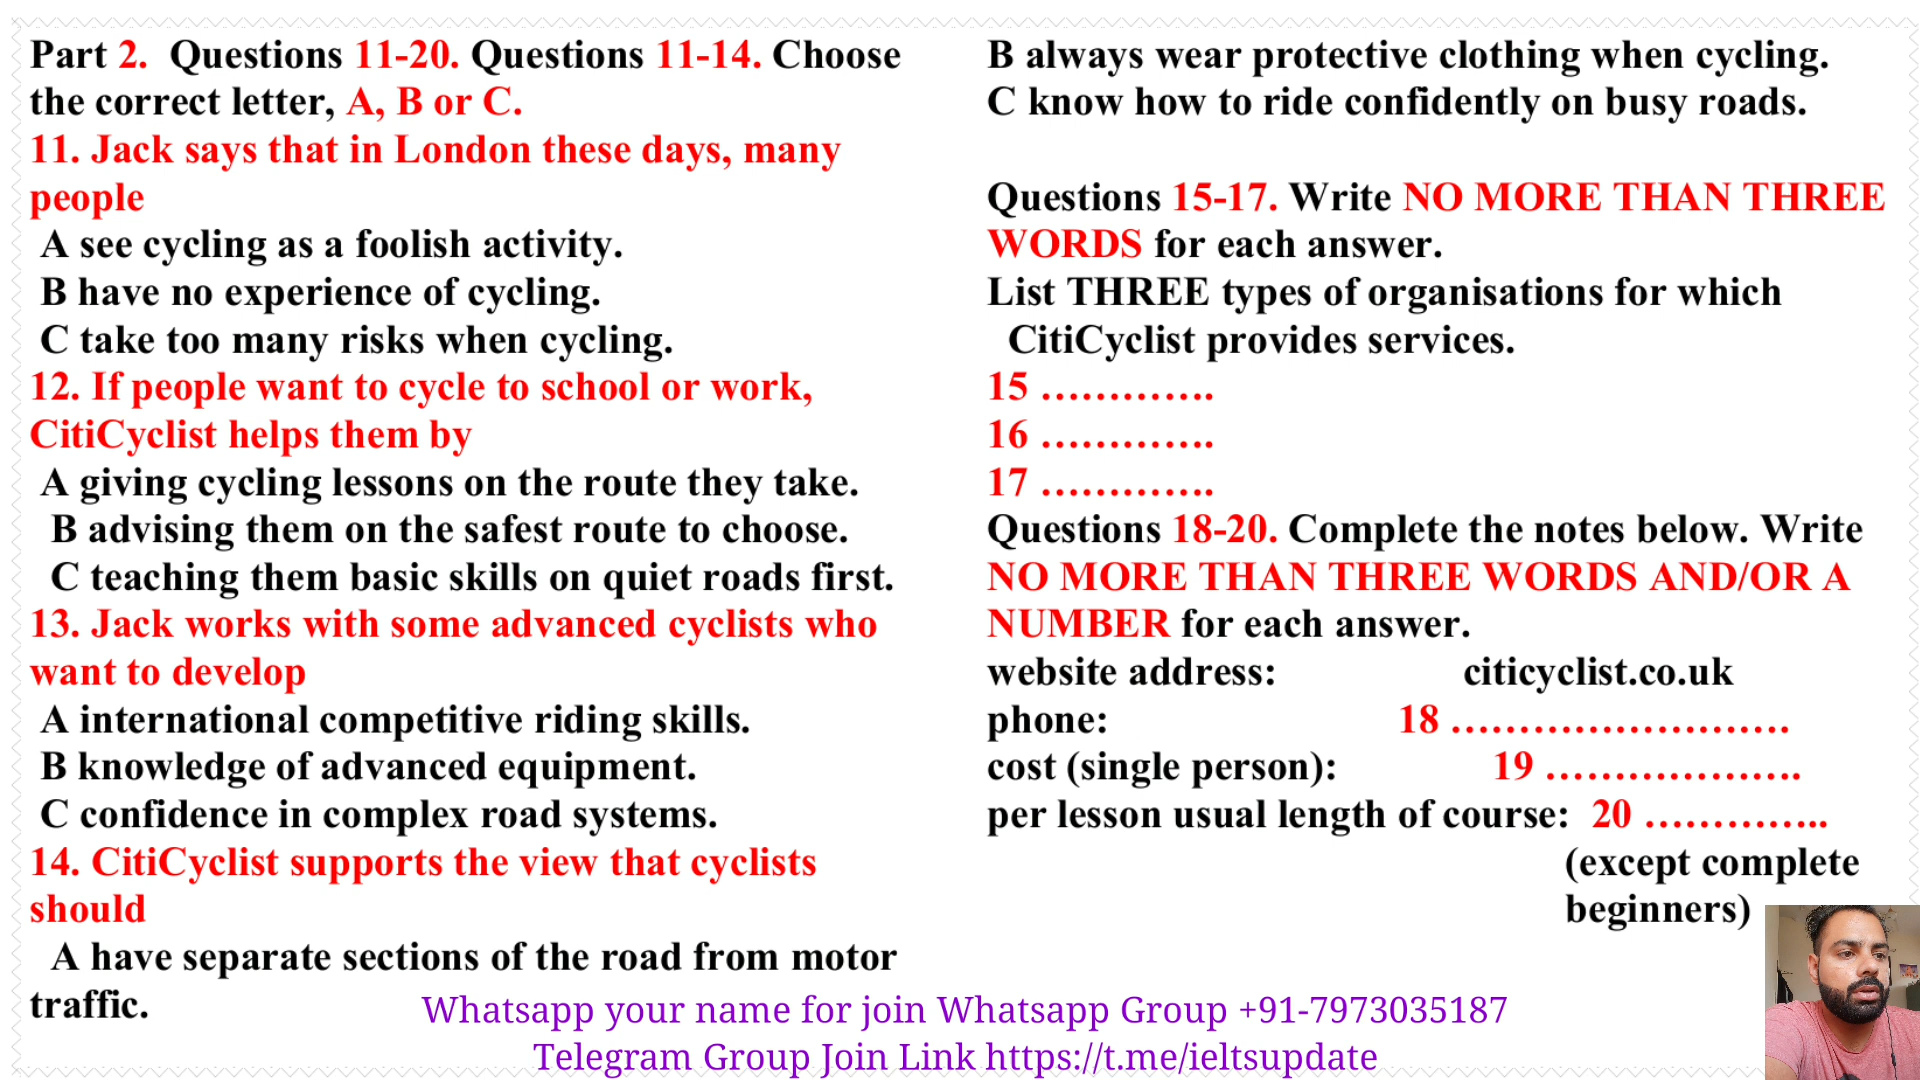 Part 2.  Questions 11-20. Questions 11-14. Choose
the correct letter, A, B or C.
11. Jack says that in London these days, many
people
A see cycling as a foolish activity.
B have no experience of cycling.
C take too many risks when cycling.
12. If people want to cycle to school or work,
CitiCyclist helps them by
A giving cycling lessons on the route they take.
B advising them on the safest route to choose.
C teaching them basic skills on quiet roads first.
13. Jack works with some advanced cyclists who
want to develop
A international competitive riding skills.
B knowledge of advanced equipment.
C confidence in complex road systems.
14. CitiCyclist supports the view that cyclists
should
A have separate sections of the road from motor
traffic.
B always wear protective clothing when cycling.
C know how to ride confidently on busy roads.
Questions 15-17. Write NO MORE THAN THREE
WORDS for each answer.
List THREE types of organisations for which
CitiCyclist provides services.
15 ………….
16 ………….
17 ………….
Questions 18-20. Complete the notes below. Write
NO MORE THAN THREE WORDS AND/OR A
NUMBER for each answer.
website address: citicyclist.co.uk
phone: 18 …………………….
cost (single person): 19 ……………….
per lesson usual length of course: 20 …………..
(except complete
beginners)
Whatsapp your name for join Whatsapp Group +91-7973035187
Telegram Group Join Link https://t.me/ieltsupdate